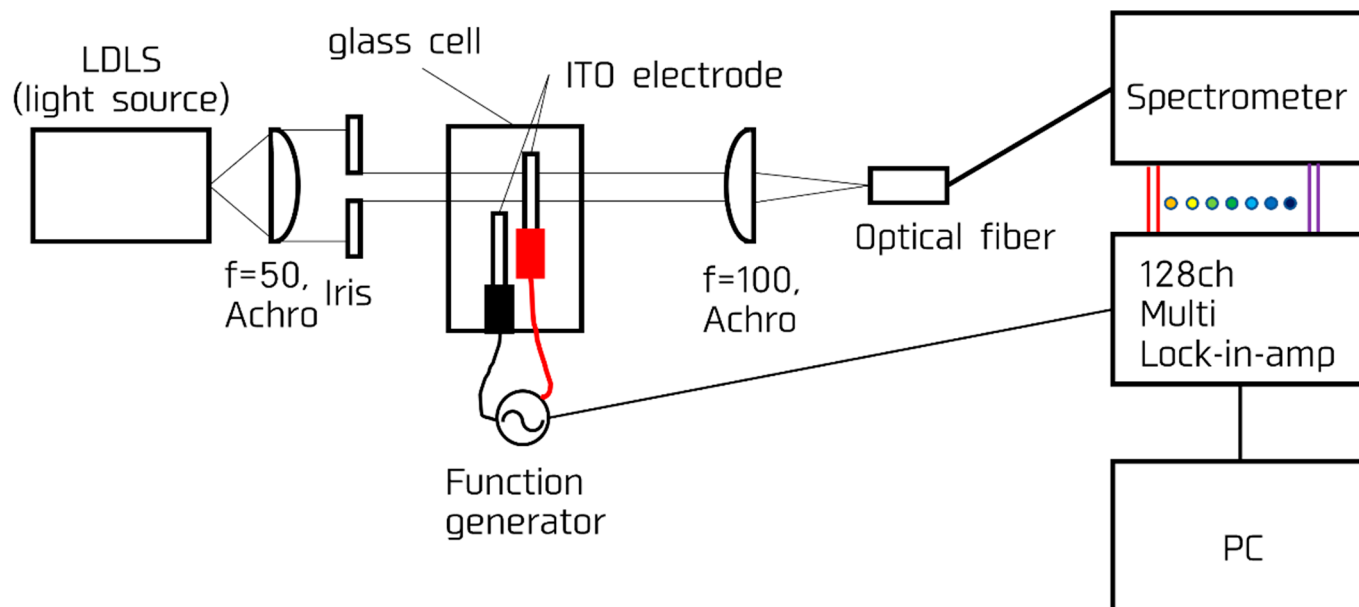 LDLS
(light source)
glass cell
ITO electrode
Spectrometer
f=50,
Achro
Iris
f=100,
Achro
Optical fiber
128ch
Multi
Lock-in-amp
Function
generator
PC